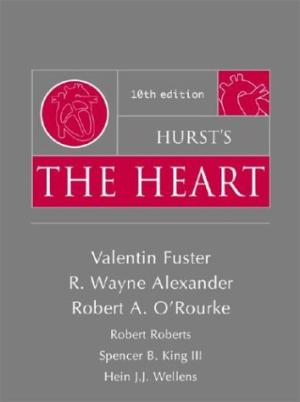 10th edition
HURST'S
THE HEART
Valentin Fuster
R. Wayne Alexander
Robert A. O'Rourke
Robert Roberts
Spencer B. King III
Hein J.J. Wellens